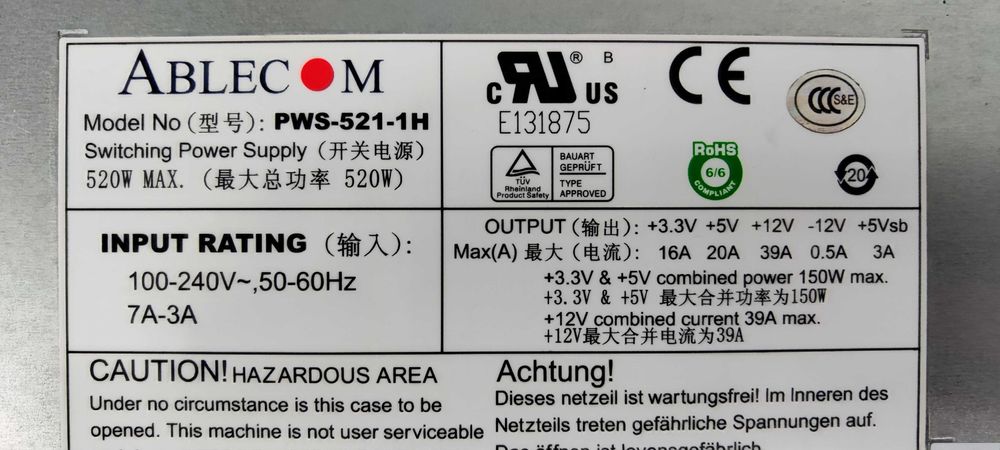 ABLECOM
Model No (型号): PWS-521-1H
Switching Power Supply (开关电源)
520W MAX. (最大总功率 520W)
c RU US ® B
E131875
CE
CCC S&E
TÜV
Rheinland
Product Safety
BAUART
GEPRÜFT
TYPE
APPROVED
RoHS
6/6
COMPLIANT
20
INPUT RATING (输入):
100-240V~,50-60Hz
7A-3A
OUTPUT (输出): +3.3V +5V +12V -12V +5Vsb
Max(A) 最大 (电流): 16A 20A 39A 0.5A 3A
+3.3V & +5V combined power 150W max.
+3.3V & +5V 最大合并功率为150W
+12V combined current 39A max.
+12V最大合并电流为39A
CAUTION! HAZARDOUS AREA
Under no circumstance is this case to be
opened. This machine is not user serviceable
Achtung!
Dieses netzeil ist wartungsfrei! Im Inneren des
Netzteils treten gefährliche Spannungen auf.
Das öffnen ist levensgefährlich